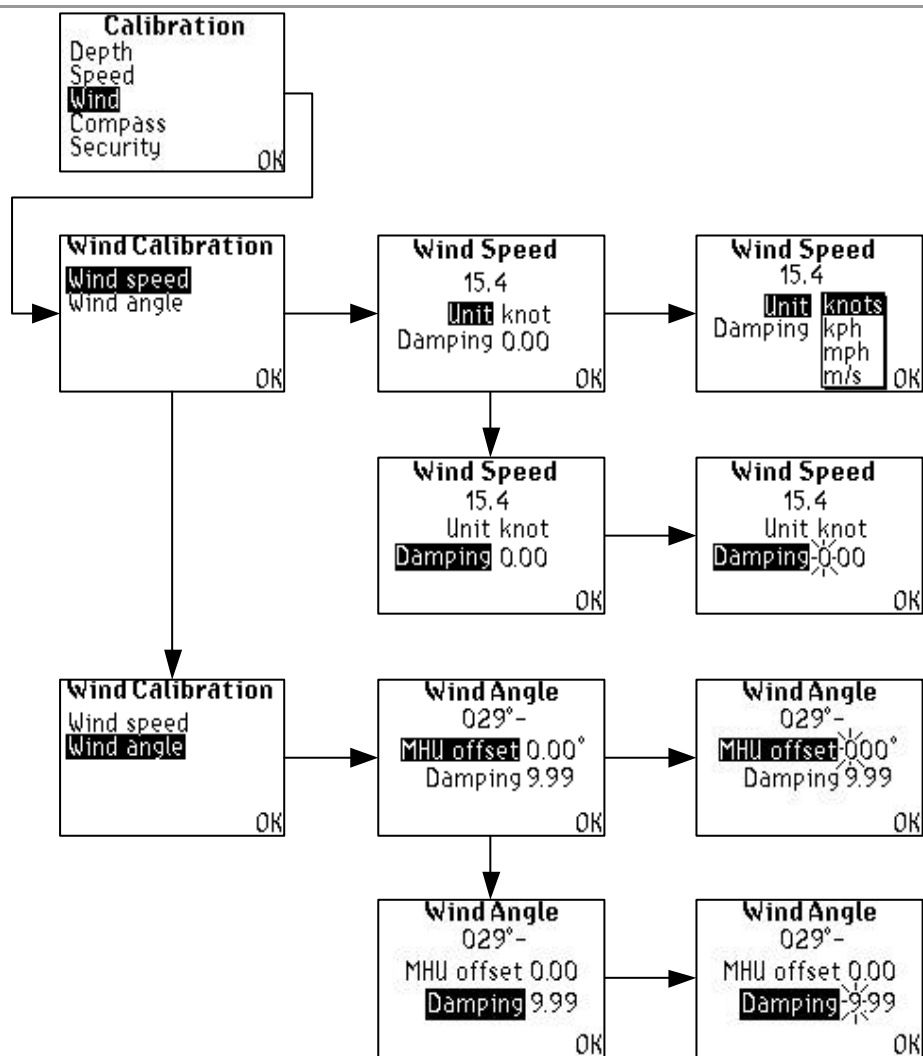 Calibration
Depth
Speed
Wind
Compass
Security
OK
Wind Calibration
Wind speed
Wind angle
OK
Wind Speed
15.4
Unit knot
Damping 0.00
OK
Wind Speed
15.4
Unit knots
Damping kph
mph
m/s OK
Wind Speed
15.4
Unit knot
Damping 0.00
OK
Wind Speed
15.4
Unit knot
Damping 0.00
OK
Wind Calibration
Wind speed
Wind angle
OK
Wind Angle
029°-
MHU offset 0.00°
Damping 9.99
OK
Wind Angle
029°-
MHU offset 000°
Damping 9.99
OK
Wind Angle
029°-
MHU offset 0.00
Damping 9.99
OK
Wind Angle
029°-
MHU offset 0.00
Damping 9.99
OK